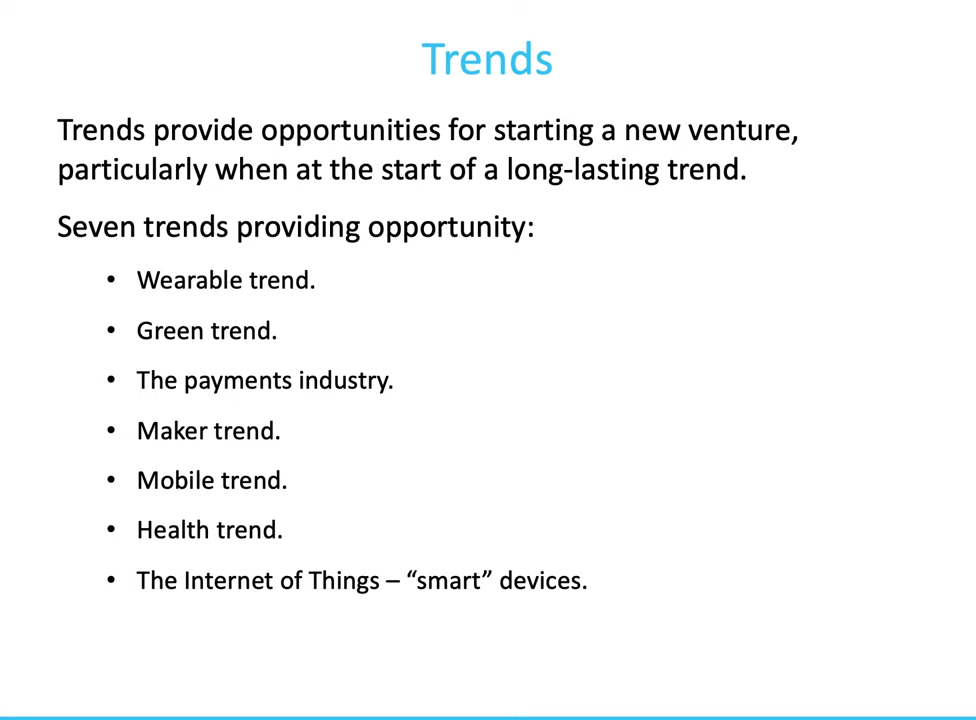 Trends
Trends provide opportunities for starting a new venture,
particularly when at the start of a long-lasting trend.
Seven trends providing opportunity:
• Wearable trend.
• Green trend.
• The payments industry.
• Maker trend.
• Mobile trend.
• Health trend.
• The Internet of Things – “smart” devices.